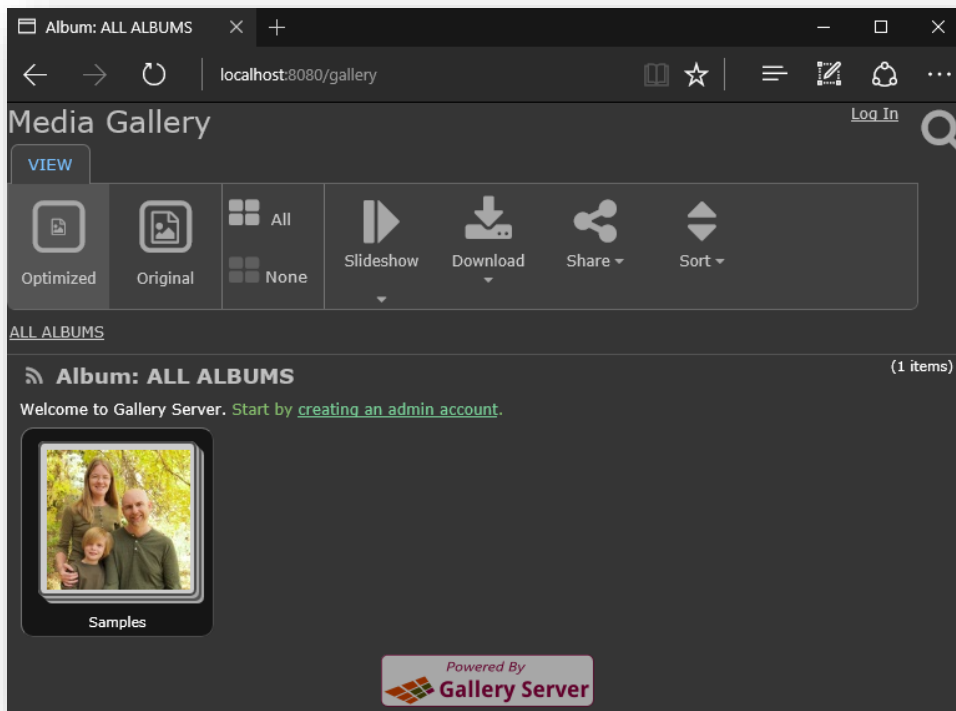 Album: ALL ALBUMS
localhost:8080/gallery
Media Gallery
Log In
VIEW
Optimized
Original
All
None
Slideshow
Download
Share
Sort
ALL ALBUMS
Album: ALL ALBUMS
(1 items)
Welcome to Gallery Server. Start by creating an admin account.
Samples
Powered By
Gallery Server